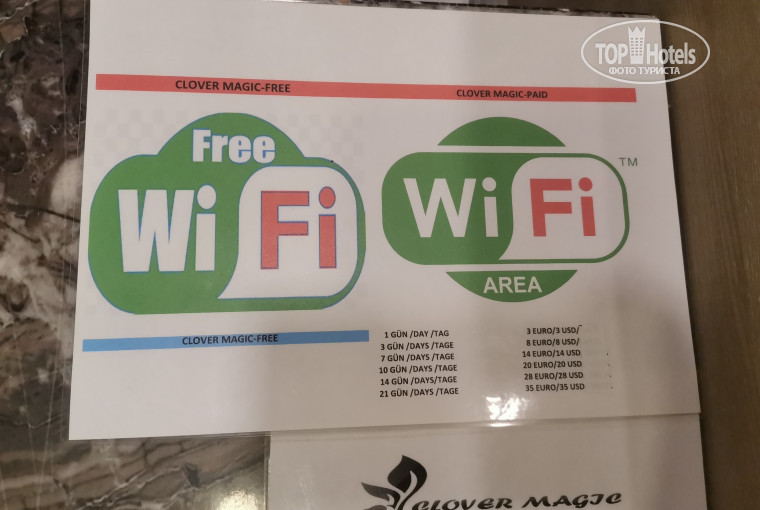 TOP Hotels
ФОТО ТУРИСТА
CLOVER MAGIC-FREE
CLOVER MAGIC-PAID
Free
Wi Fi
Wi Fi TM
AREA
CLOVER MAGIC-FREE
1 GÜN /DAY /TAG 3 EURO/3 USD/
3 GÜN /DAYS /TAGE 8 EURO/8 USD/
7 GÜN /DAYS /TAGE 14 EURO/14 USD
10 GÜN /DAYS /TAGE 20 EURO/20 USD
14 GÜN /DAYS /TAGE 28 EURO/28 USD
21 GÜN /DAYS /TAGE 35 EURO/35 USD
CLOVER MAGIC